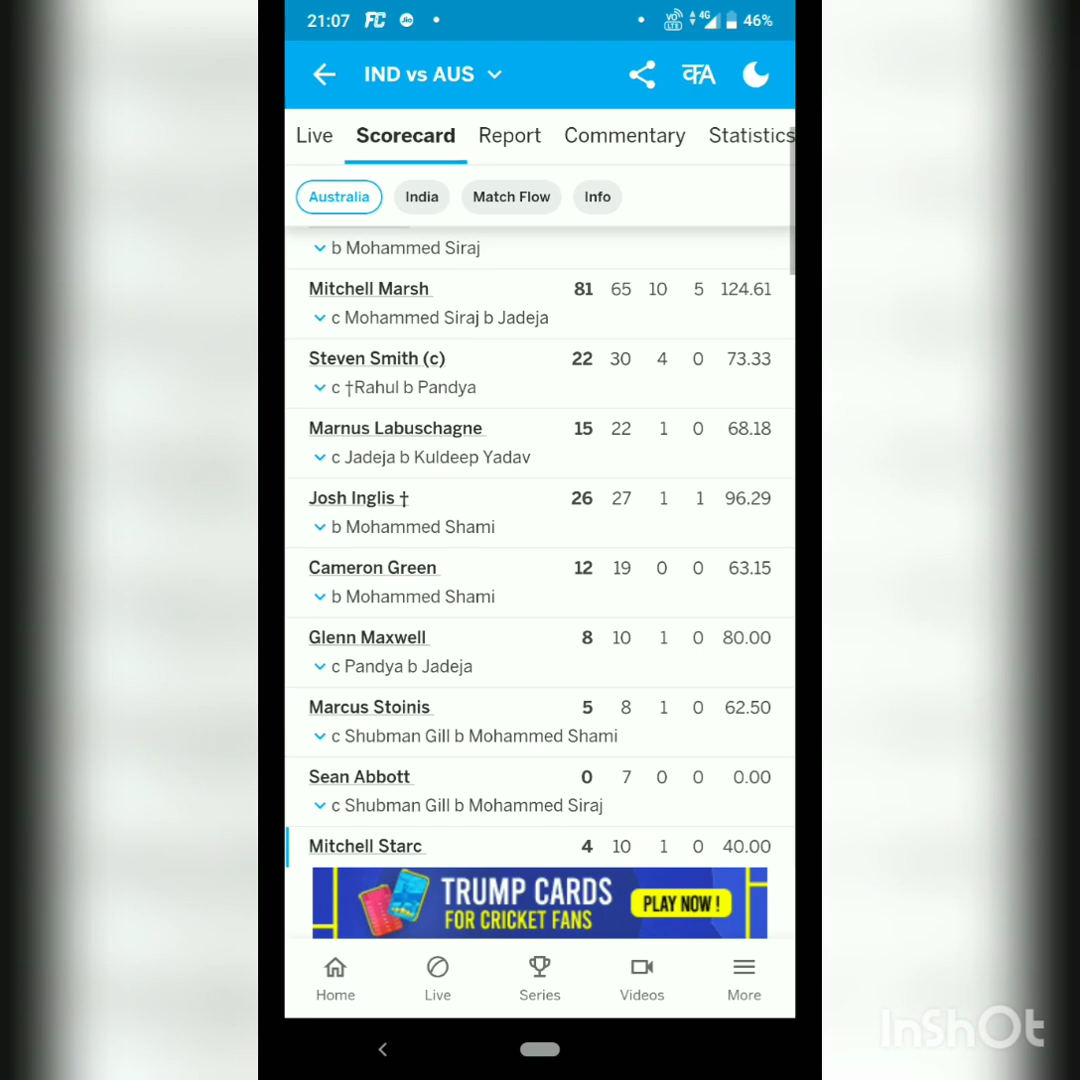 21:07 FC Jio VO LTE 4G 46%
IND vs AUS कA
Live Scorecard Report Commentary Statistics
Australia India Match Flow Info
b Mohammed Siraj
Mitchell Marsh 81 65 10 5 124.61
c Mohammed Siraj b Jadeja
Steven Smith (c) 22 30 4 0 73.33
c †Rahul b Pandya
Marnus Labuschagne 15 22 1 0 68.18
c Jadeja b Kuldeep Yadav
Josh Inglis † 26 27 1 1 96.29
b Mohammed Shami
Cameron Green 12 19 0 0 63.15
b Mohammed Shami
Glenn Maxwell 8 10 1 0 80.00
c Pandya b Jadeja
Marcus Stoinis 5 8 1 0 62.50
c Shubman Gill b Mohammed Shami
Sean Abbott 0 7 0 0 0.00
c Shubman Gill b Mohammed Siraj
Mitchell Starc 4 10 1 0 40.00
TRUMP CARDS
FOR CRICKET FANS
PLAY NOW !
Home Live Series Videos More
InShOt